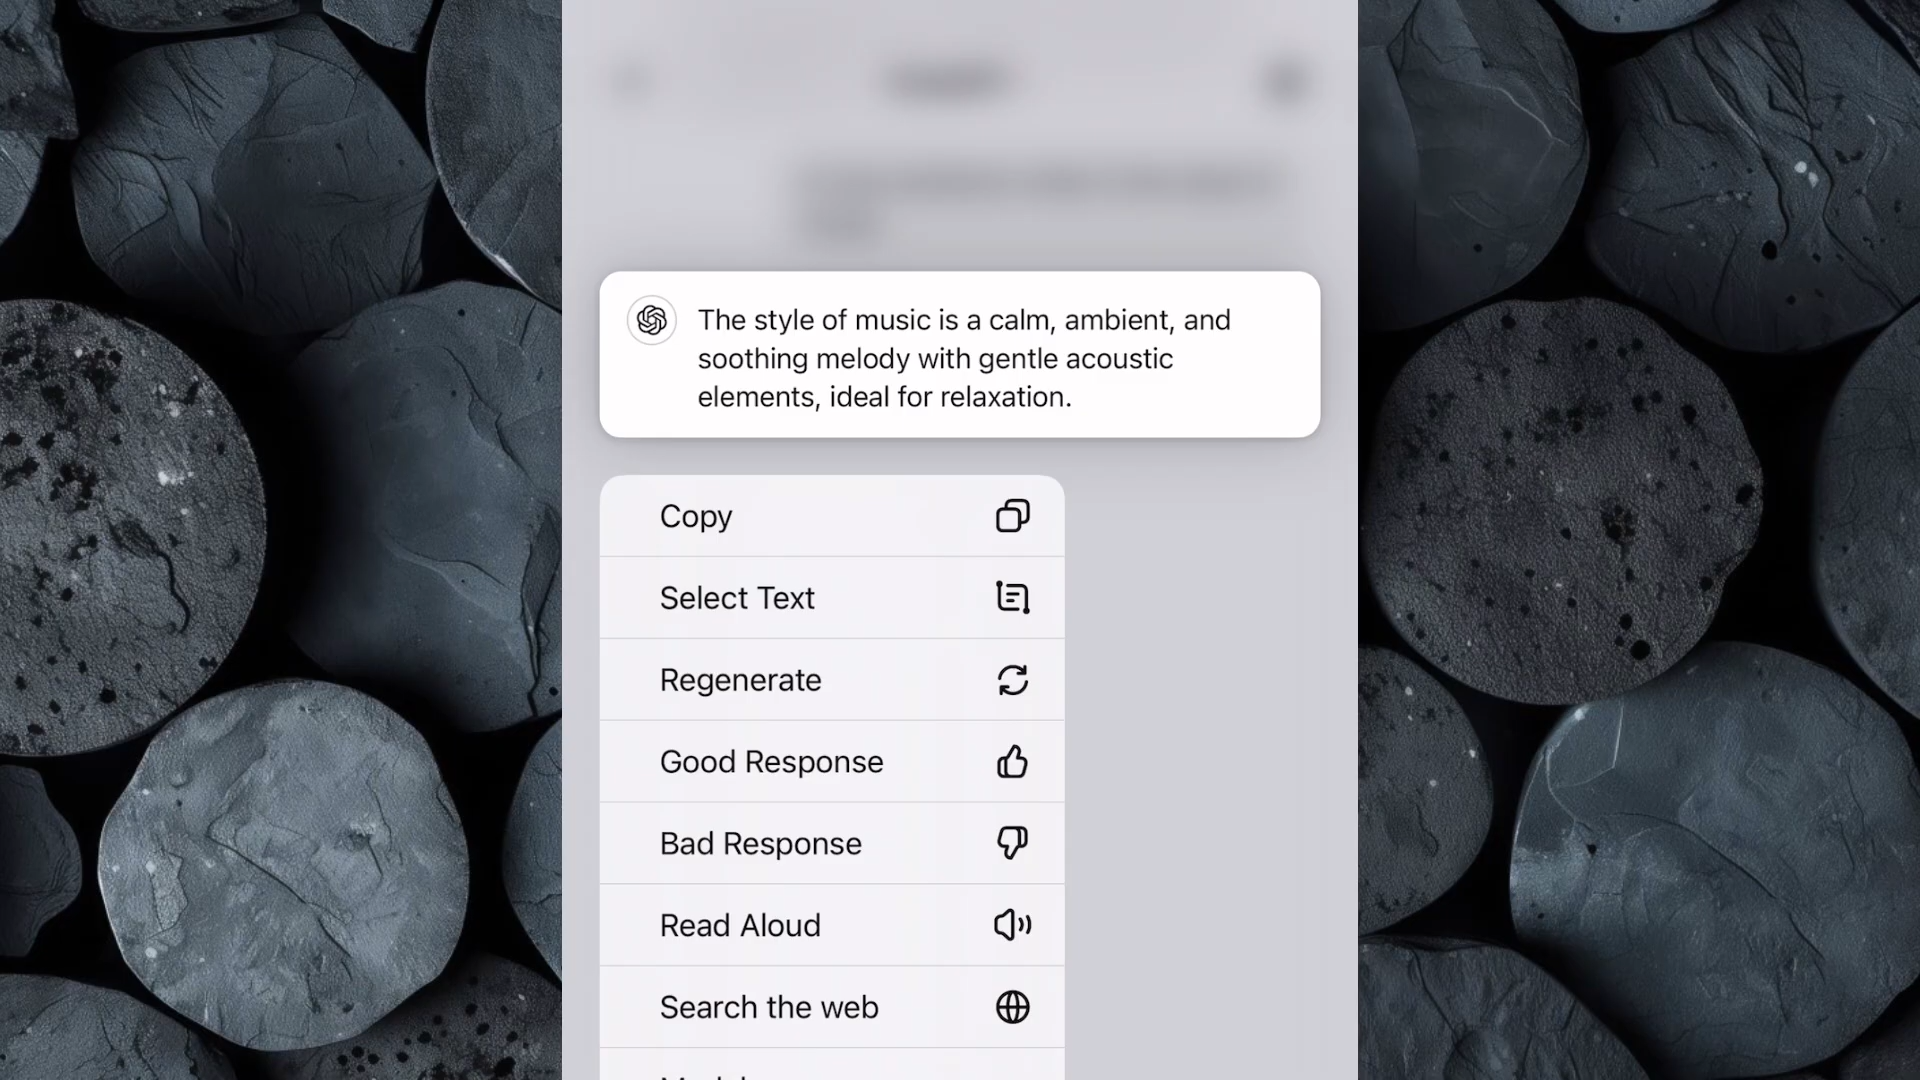 The style of music is a calm, ambient, and
soothing melody with gentle acoustic
elements, ideal for relaxation.
Copy
Select Text
Regenerate
Good Response
Bad Response
Read Aloud
Search the web